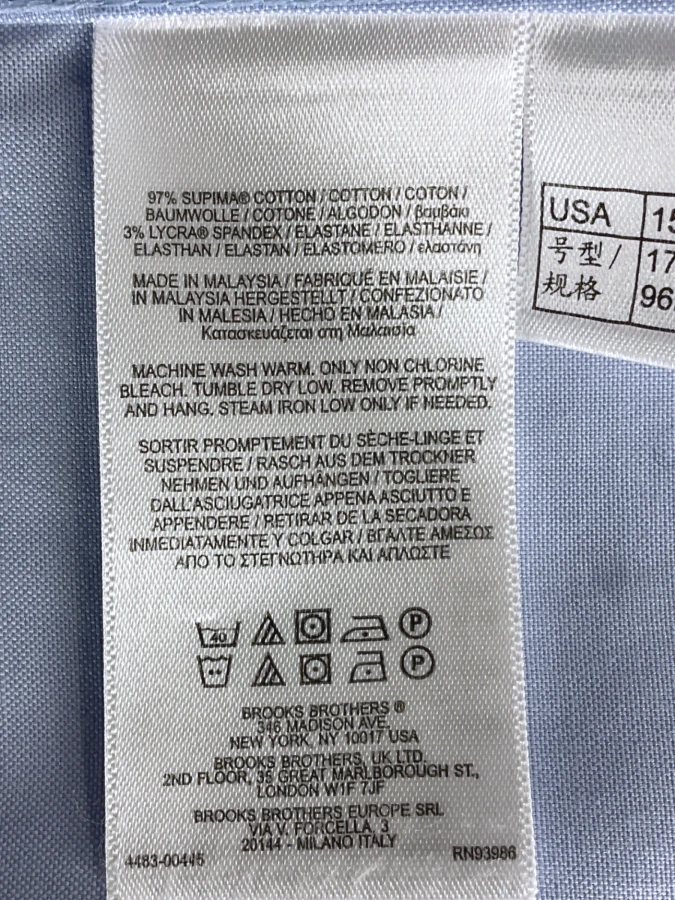 97% SUPIMA® COTTON / COTTON / COTON /
BAUMWOLLE / COTONE / ALGODON / βαμβάκι
3% LYCRA® SPANDEX / ELASTANE / ELASTHANNE /
ELASTHAN / ELASTAN / ELASTOMERO / ελαστάνη
MADE IN MALAYSIA / FABRIQUÉ EN MALAISIE /
IN MALAYSIA HERGESTELLT / CONFEZIONATO
IN MALESIA / HECHO EN MALASIA /
Κατασκευάζεται στη Μαλαισία
MACHINE WASH WARM. ONLY NON CHLORINE
BLEACH. TUMBLE DRY LOW. REMOVE PROMPTLY
AND HANG. STEAM IRON LOW ONLY IF NEEDED.
SORTIR PROMPTEMENT DU SÈCHE-LINGE ET
SUSPENDRE / RASCH AUS DEM TROCKNER
NEHMEN UND AUFHÄNGEN / TOGLIERE
DALL'ASCIUGATRICE APPENA ASCIUTTO E
APPENDERE / RETIRAR DE LA SECADORA
INMEDIATAMENTE Y COLGAR / ΒΓΑΛΤΕ ΑΜΕΣΩΣ
ΑΠΟ ΤΟ ΣΤΕΓΝΩΤΗΡΑ ΚΑΙ ΑΠΛΩΣΤΕ
40 P
P
BROOKS BROTHERS ®
346 MADISON AVE,
NEW YORK, NY 10017 USA
BROOKS BROTHERS, UK LTD.
2ND FLOOR, 35 GREAT MARLBOROUGH ST.,
LONDON W1F 7JF
BROOKS BROTHERS EUROPE SRL
VIA V. FORCELLA, 3
20144 - MILANO ITALY
4483-00445 RN93986
USA 15
号型/ 17
规格 96